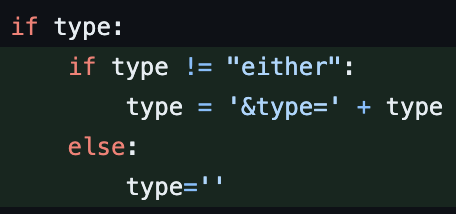 if type:
    if type != "either":
        type = '&type=' + type
    else:
        type=''